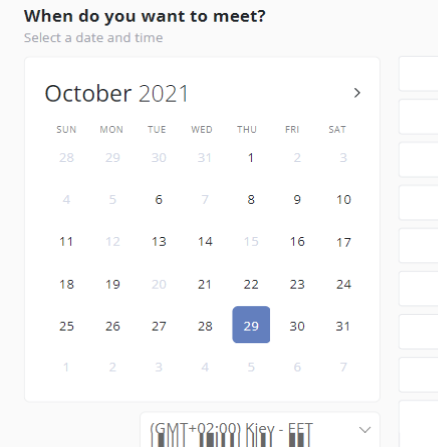 When do you want to meet?
Select a date and time
October 2021 >
SUN MON TUE WED THU FRI SAT
28 29 30 31 1 2 3
4 5 6 7 8 9 10
11 12 13 14 15 16 17
18 19 20 21 22 23 24
25 26 27 28 29 30 31
1 2 3 4 5 6 7
(GMT+02:00) Kiev - EET